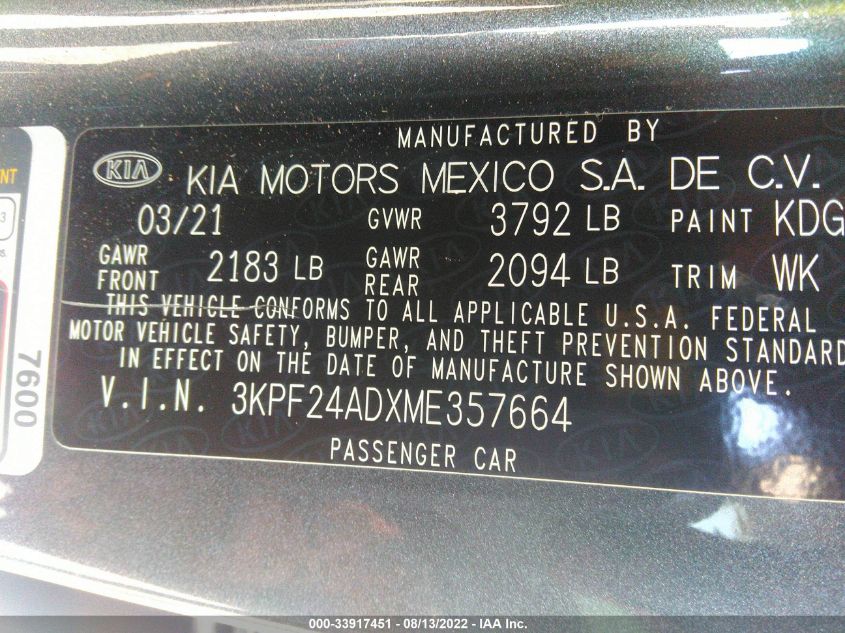 MANUFACTURED BY
KIA KIA MOTORS MEXICO S.A. DE C.V.
03/21 GVWR 3792 LB PAINT KDG
GAWR FRONT 2183 LB GAWR REAR 2094 LB TRIM WK
THIS VEHICLE CONFORMS TO ALL APPLICABLE U.S.A. FEDERAL
MOTOR VEHICLE SAFETY, BUMPER, AND THEFT PREVENTION STANDARD
IN EFFECT ON THE DATE OF MANUFACTURE SHOWN ABOVE.
V.I.N. 3KPF24ADXME357664
PASSENGER CAR
7600
NT
3
000-33917451 - 08/13/2022 - IAA Inc.